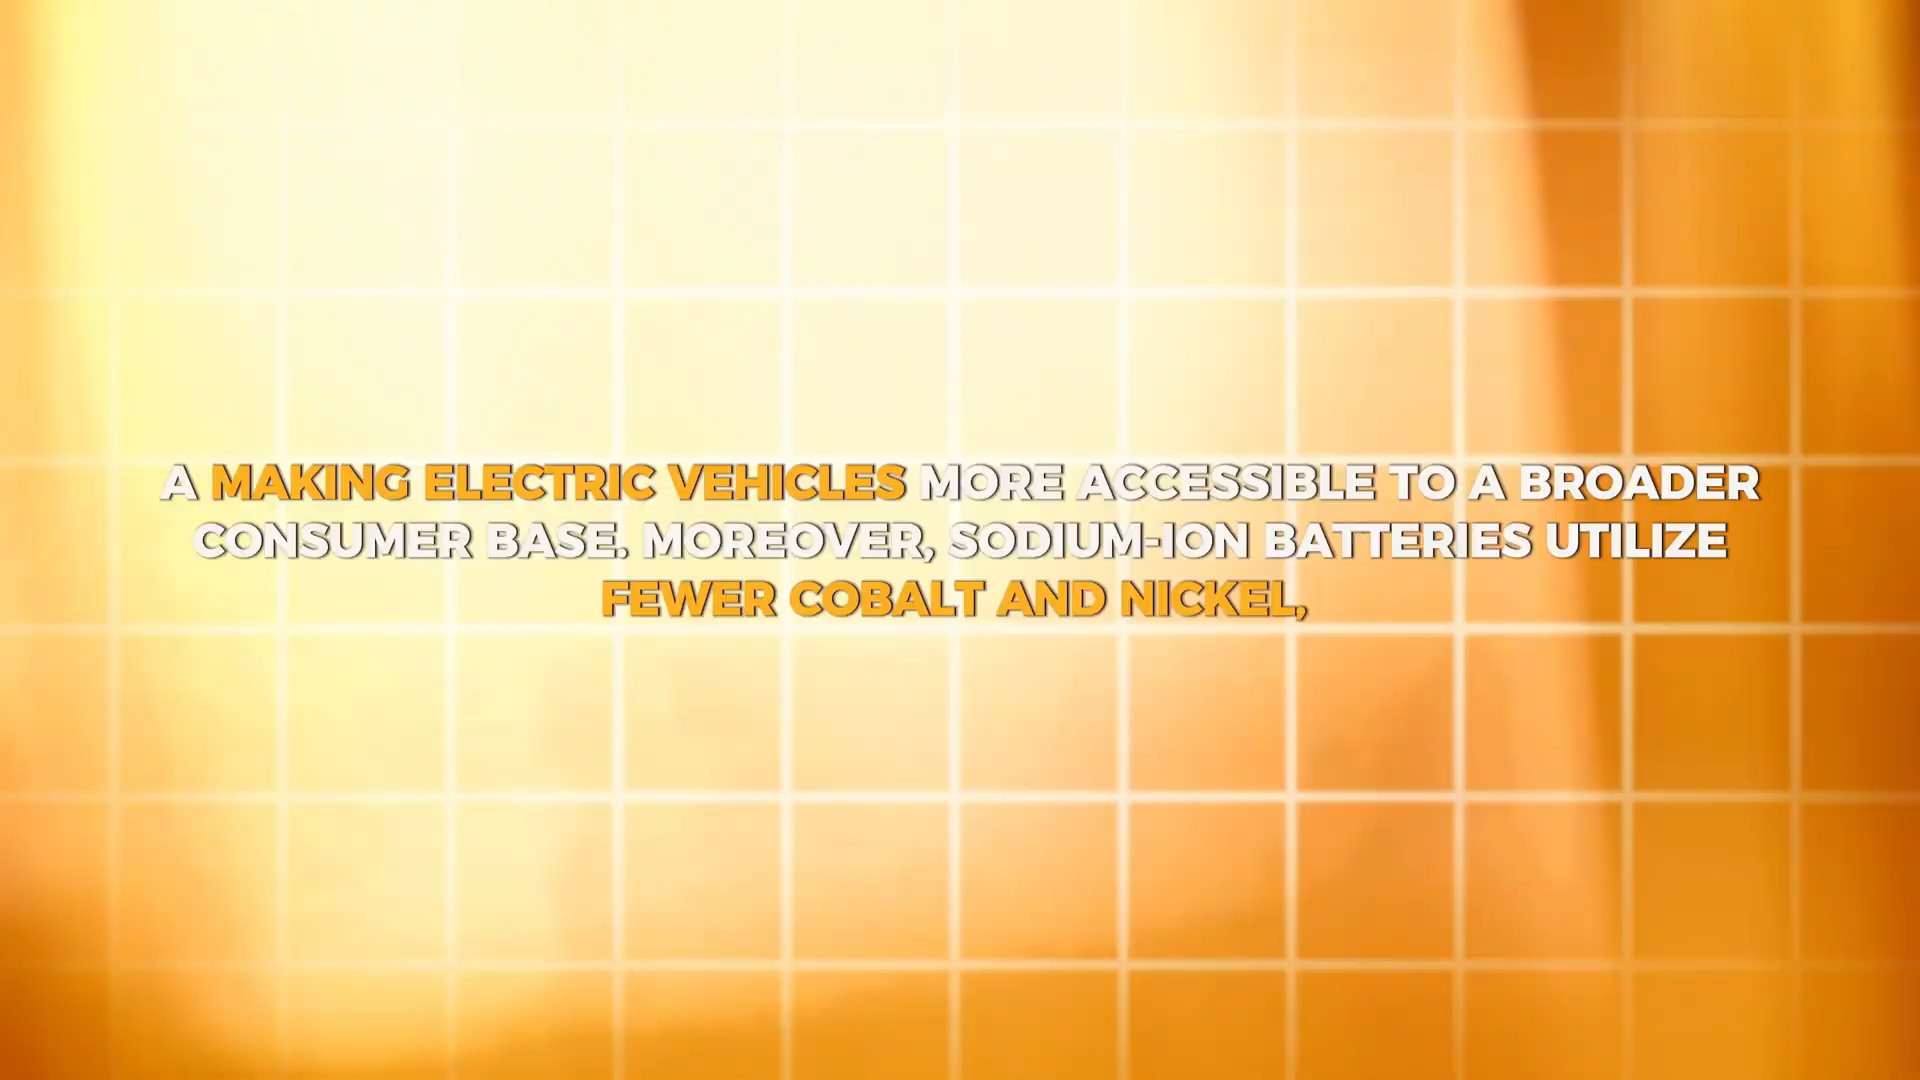 A MAKING ELECTRIC VEHICLES MORE ACCESSIBLE TO A BROADER
CONSUMER BASE. MOREOVER, SODIUM-ION BATTERIES UTILIZE
FEWER COBALT AND NICKEL,